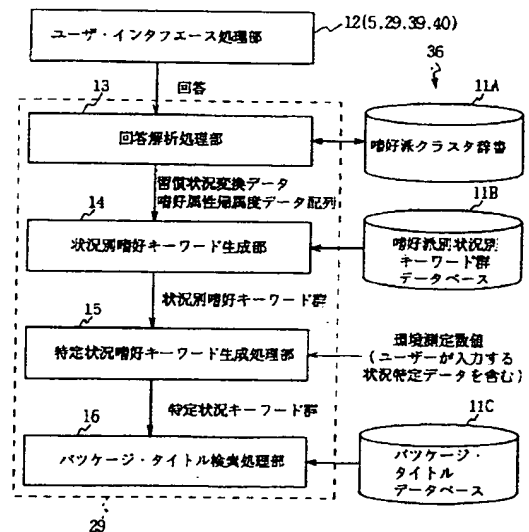 ユーザ・インタフエース処理部
12(5,29,39,40)
36
回答
13
11A
回答解析処理部
嗜好派クラスタ辞書
習慣状況変換データ
嗜好属性帰属度データ配列
14
11B
状況別嗜好キーワード生成部
嗜好派別状況別
キーワード群
データベース
状況別嗜好キーワード群
15
特定状況嗜好キーワード生成処理部
環境測定数値
(ユーザーが入力する
状況特定データを含む)
特定状況キーワード群
16
11C
パツケージ・タイトル検索処理部
パツケージ・
タイトル
データベース
29